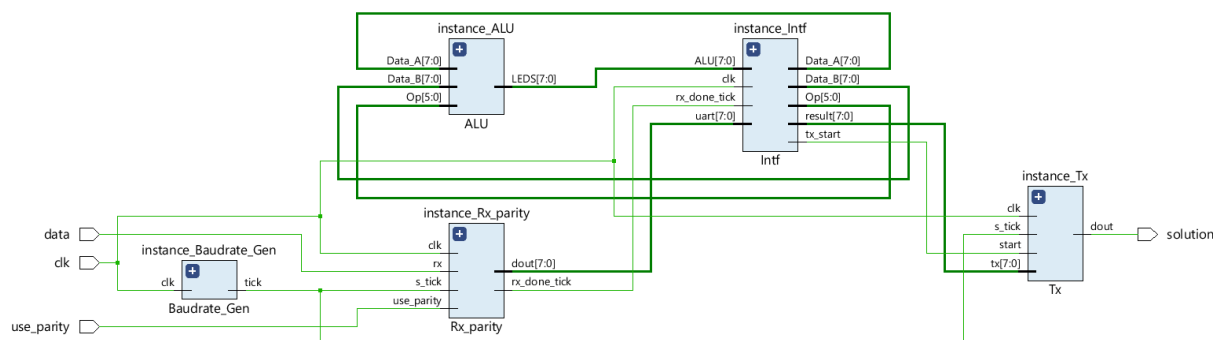 instance_ALU
Data_A[7:0]
Data_B[7:0]
Op[5:0]
LEDS[7:0]
ALU
instance_Intf
ALU[7:0]
clk
rx_done_tick
uart[7:0]
Data_A[7:0]
Data_B[7:0]
Op[5:0]
result[7:0]
tx_start
Intf
instance_Tx
clk
s_tick
start
tx[7:0]
dout
Tx
solution
data
clk
use_parity
instance_Baudrate_Gen
clk
tick
Baudrate_Gen
instance_Rx_parity
clk
rx
s_tick
use_parity
dout[7:0]
rx_done_tick
Rx_parity